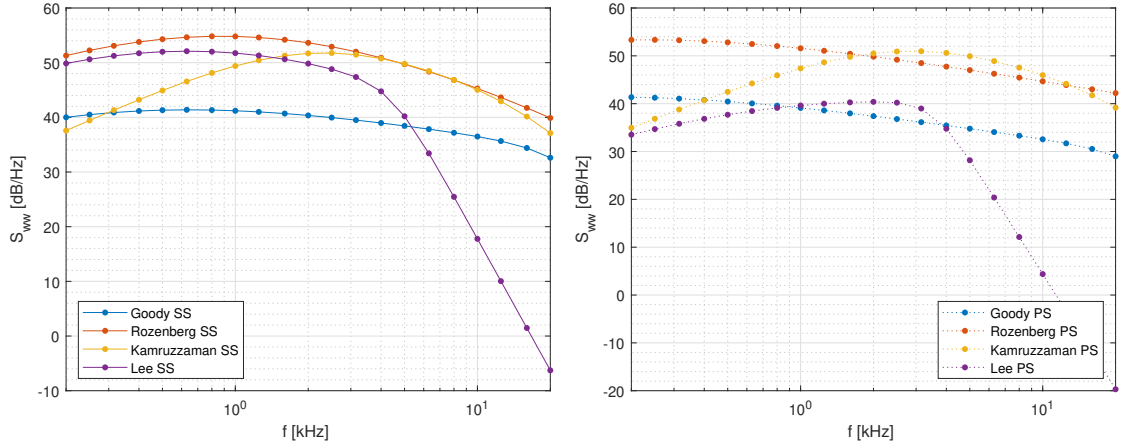 60
50
40
30
20
10
0
-10
S_ww [dB/Hz]
10^0
10^1
f [kHz]
Goody SS
Rozenberg SS
Kamruzzaman SS
Lee SS
60
50
40
30
20
10
0
-10
-20
S_ww [dB/Hz]
10^0
10^1
f [kHz]
Goody PS
Rozenberg PS
Kamruzzaman PS
Lee PS